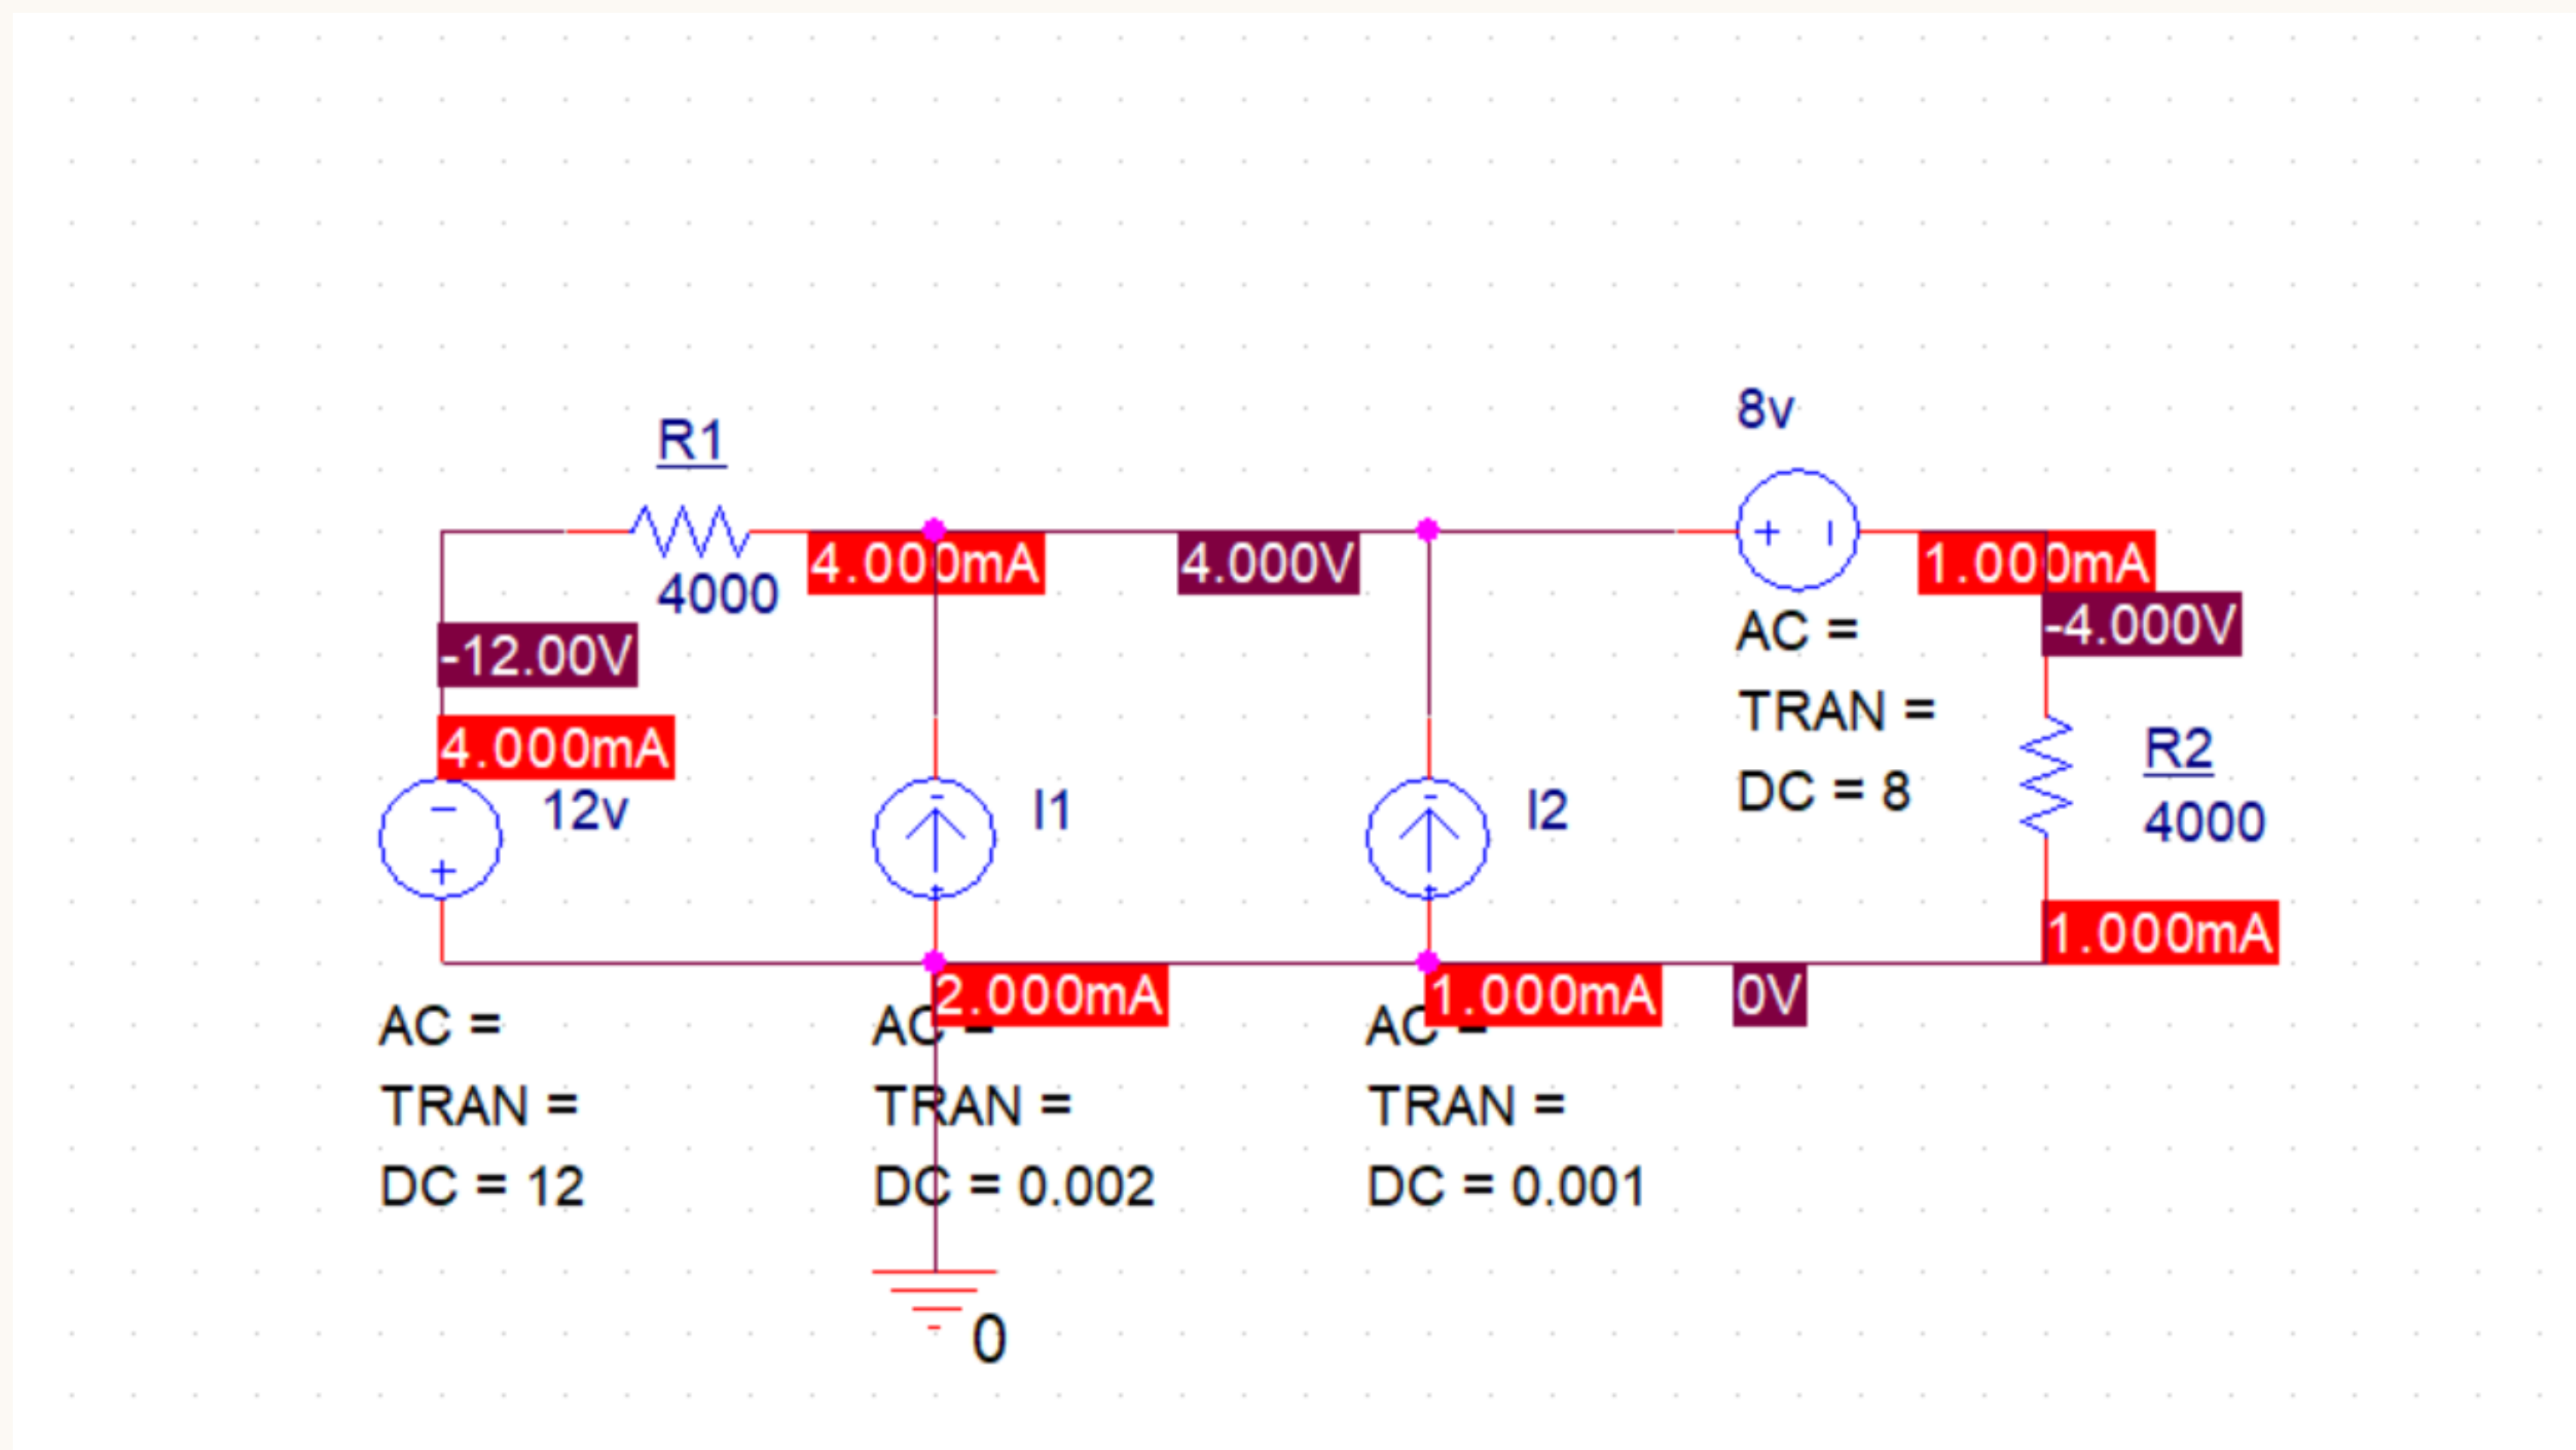 8v
R1
4.000mA
4.000V
1.000mA
4000
-4.000V
AC =
-12.00V
TRAN =
4.000mA
R2
12v
I1
I2
DC = 8
4000
1.000mA
2.000mA
1.000mA
0V
AC =
AC =
AC =
TRAN =
TRAN =
TRAN =
DC = 12
DC = 0.002
DC = 0.001
0